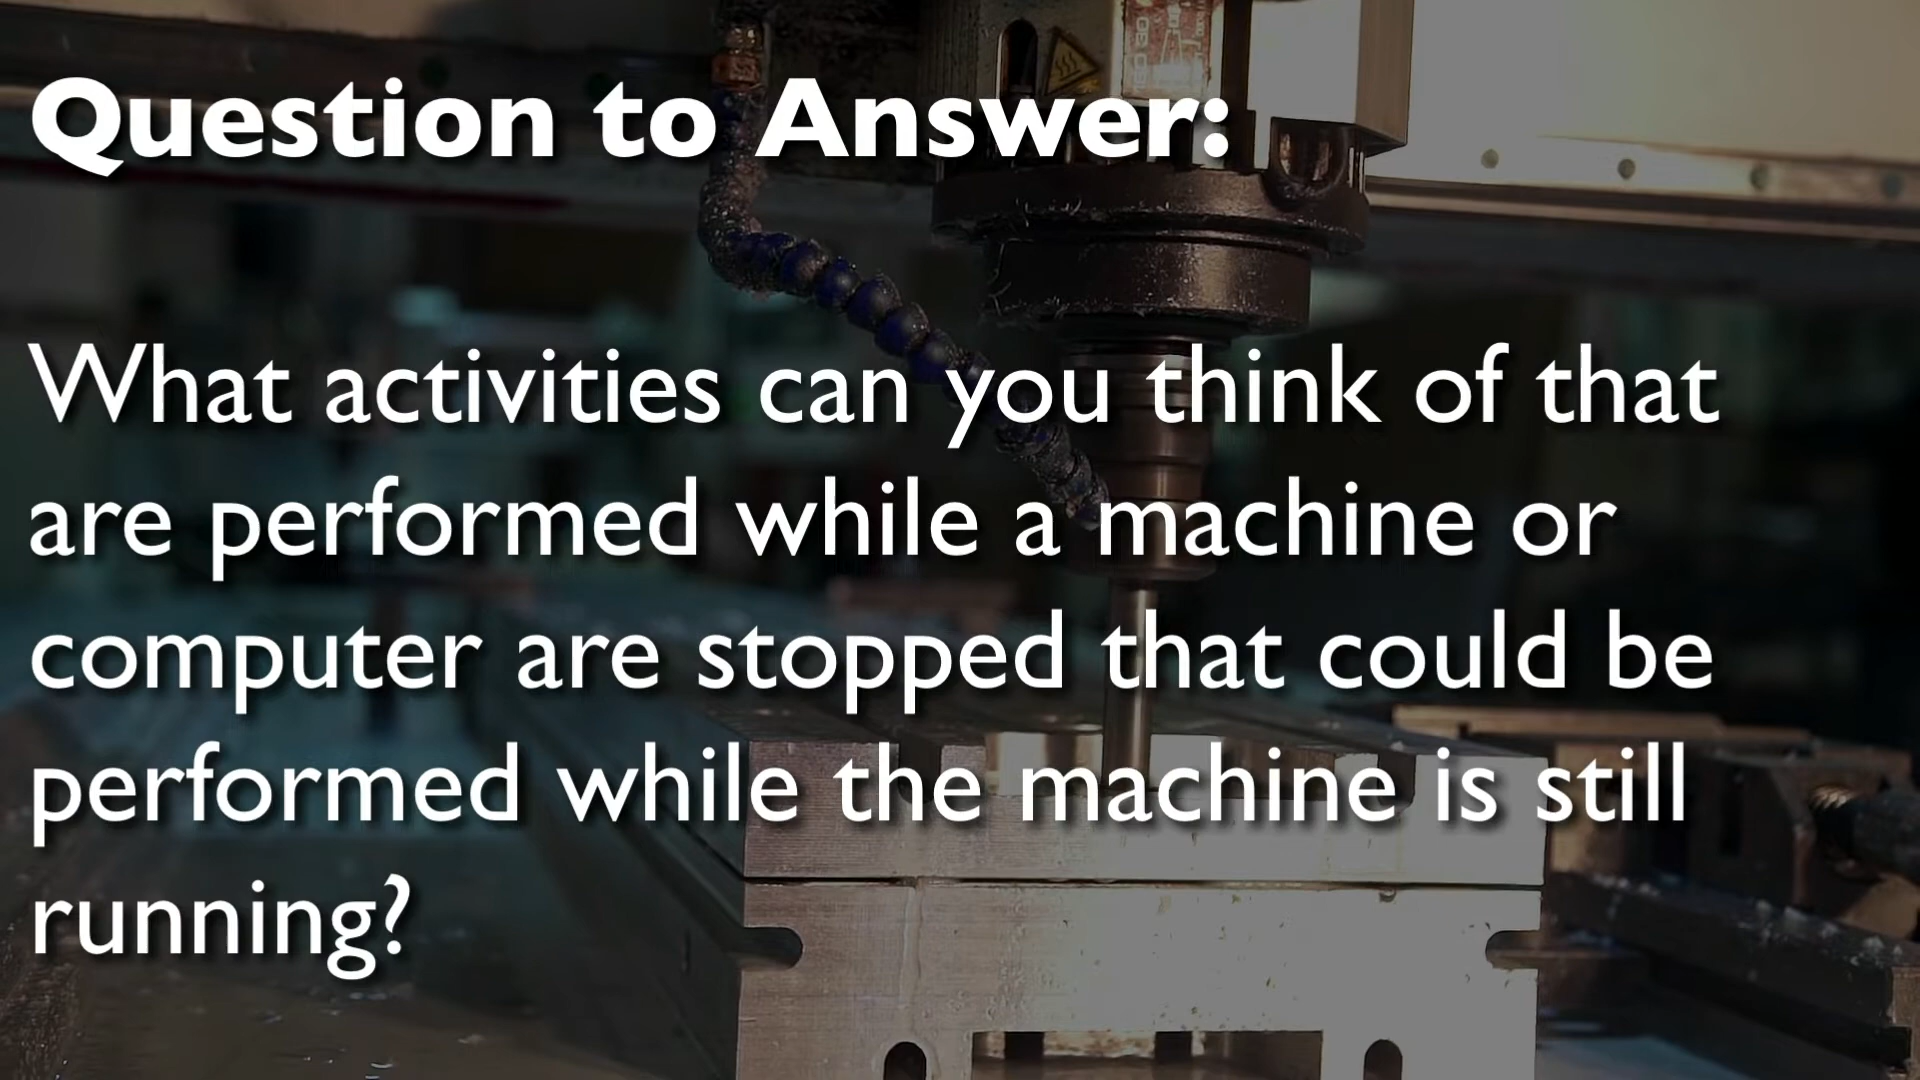 Question to Answer:
What activities can you think of that
are performed while a machine or
computer are stopped that could be
performed while the machine is still
running?